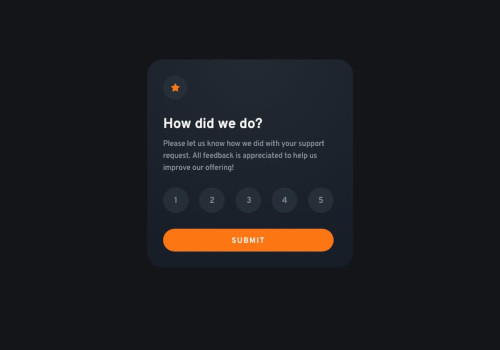 How did we do?
Please let us know how we did with your support
request. All feedback is appreciated to help us
improve our offering!
1 2 3 4 5
SUBMIT